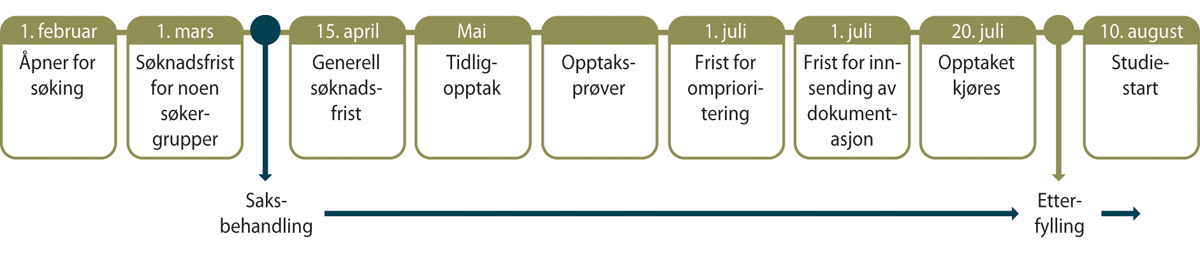 1. februar
Åpner for
søking
1. mars
Søknadsfrist
for noen
søker-
grupper
15. april
Generell
søknads-
frist
Mai
Tidlig-
opptak
Opptaks-
prøver
1. juli
Frist for
ompriori-
tering
1. juli
Frist for inn-
sending av
dokument-
asjon
20. juli
Opptaket
kjøres
10. august
Studie-
start
Saks-
behandling
Etter-
fylling